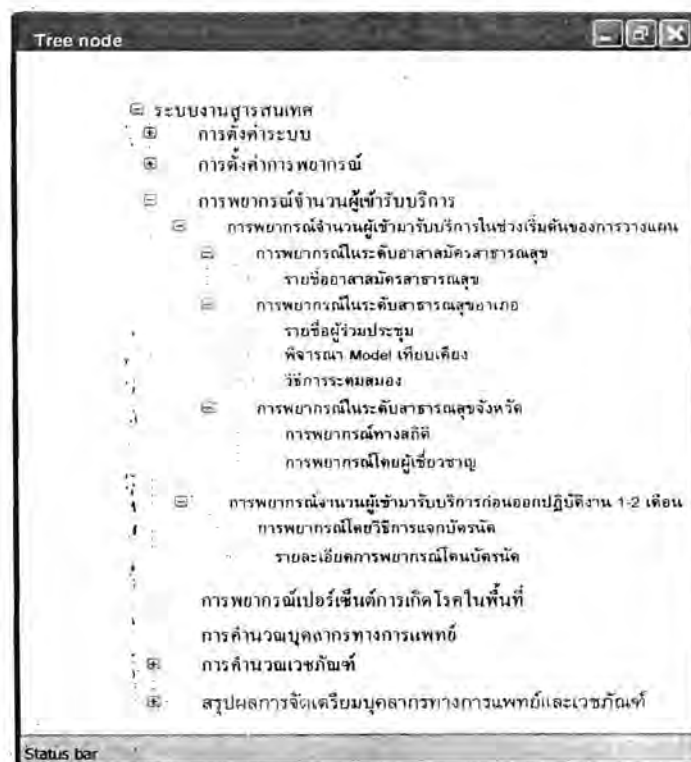 Tree node
ระบบงานสารสนเทศ
การตั้งค่าระบบ
การตั้งค่าการพยากรณ์
การพยากรณ์จำนวนผู้เข้ารับบริการ
การพยากรณ์จำนวนผู้เข้ามารับบริการในช่วงเริ่มต้นของการวางแผน
การพยากรณ์ในระดับอาสาสมัครสาธารณสุข
รายชื่ออาสาสมัครสาธารณสุข
การพยากรณ์ในระดับสาธารณสุขอำเภอ
รายชื่อผู้ร่วมประชุม
พิจารณา Model เทียบเคียง
วิธีการระดมสมอง
การพยากรณ์ในระดับสาธารณสุขจังหวัด
การพยากรณ์ทางสถิติ
การพยากรณ์โดยผู้เชี่ยวชาญ
การพยากรณ์จำนวนผู้เข้ามารับบริการก่อนออกปฏิบัติงาน 1-2 เดือน
การพยากรณ์โดยวิธีการแจกบัตรนัด
รายละเอียดการพยากรณ์โดนบัตรนัด
การพยากรณ์เปอร์เซ็นต์การเกิดโรคในพื้นที่
การคำนวณบุคลากรทางการแพทย์
การคำนวณเวชภัณฑ์
สรุปผลการจัดเตรียมบุคลากรทางการแพทย์และเวชภัณฑ์
Status bar